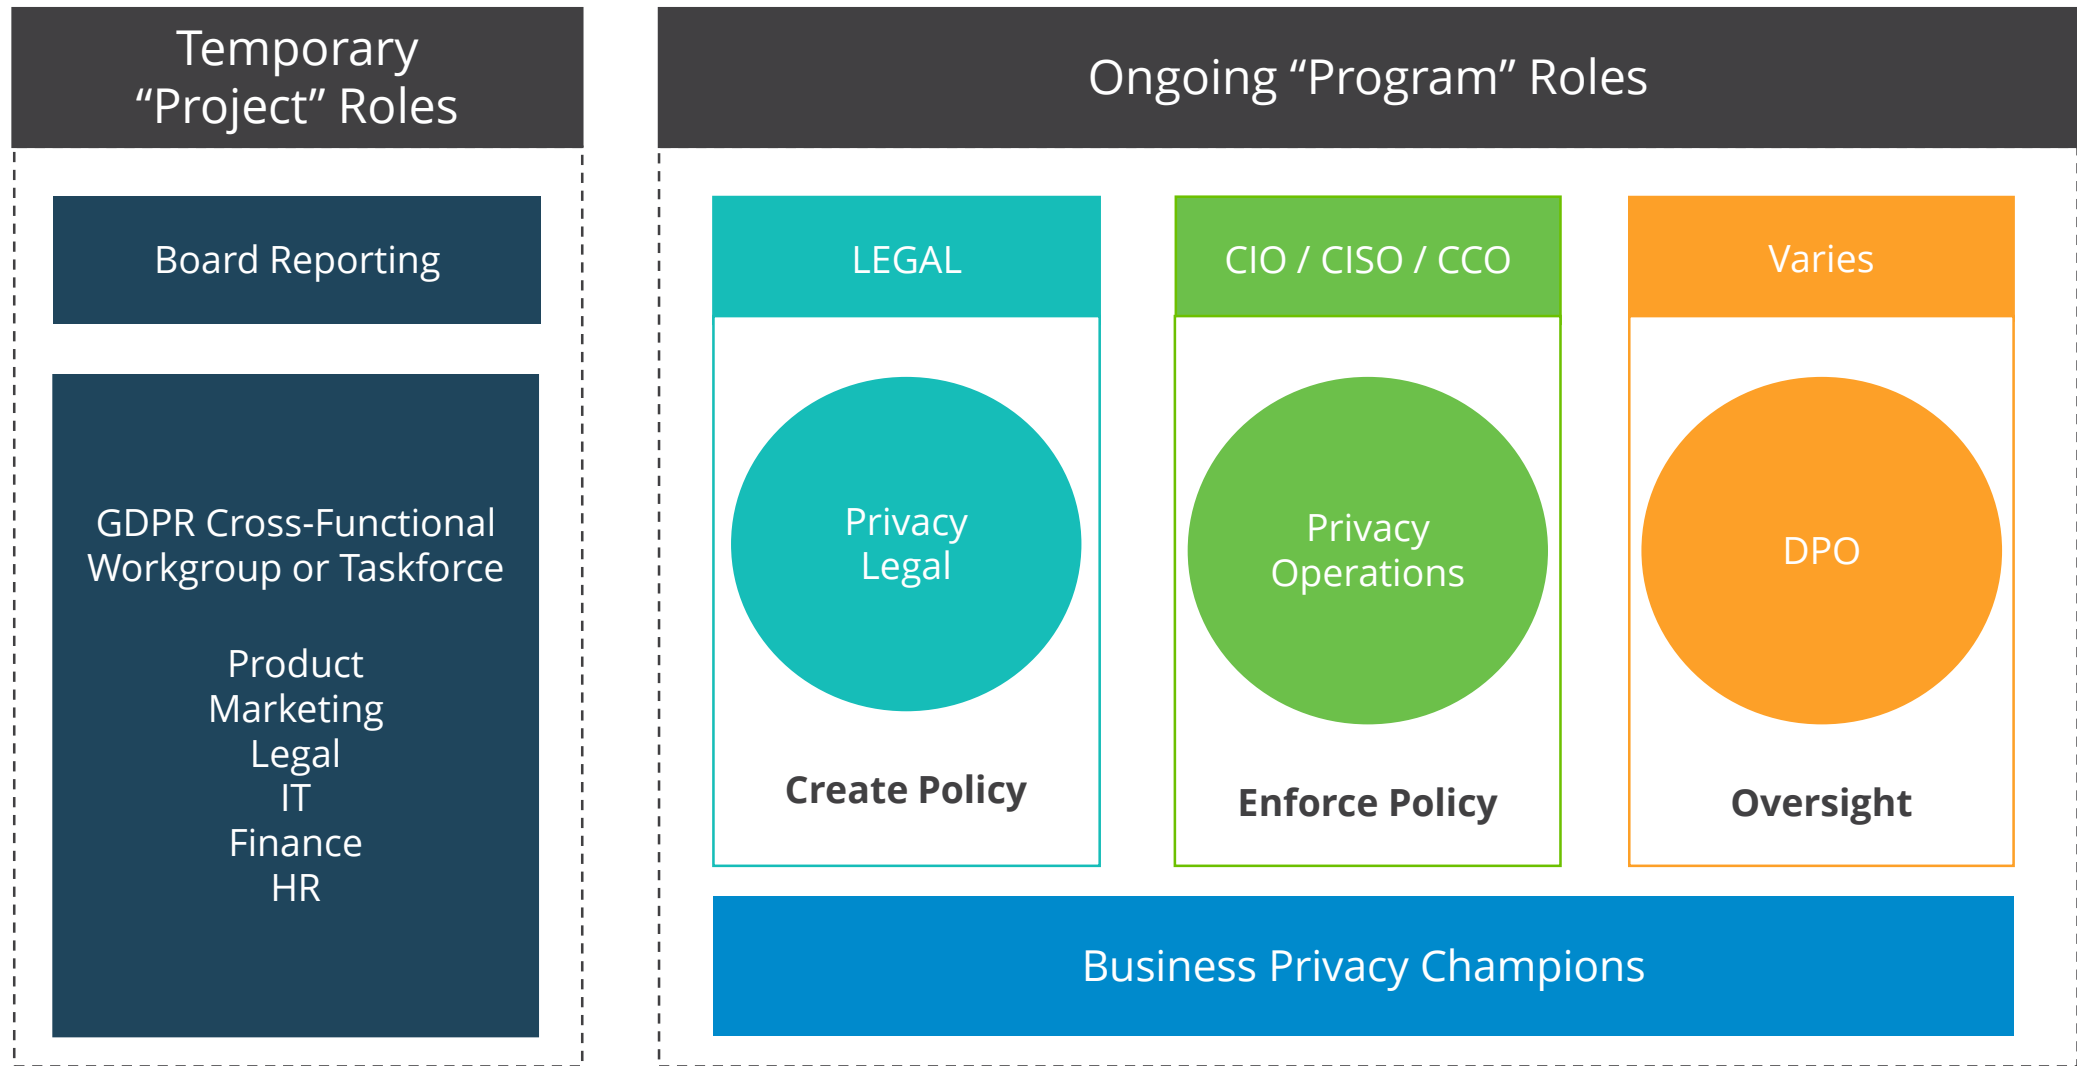 Temporary
“Project” Roles
Board Reporting
GDPR Cross-Functional
Workgroup or Taskforce
Product
Marketing
Legal
IT
Finance
HR
Ongoing “Program” Roles
LEGAL
Privacy
Legal
Create Policy
CIO / CISO / CCO
Privacy
Operations
Enforce Policy
Varies
DPO
Oversight
Business Privacy Champions